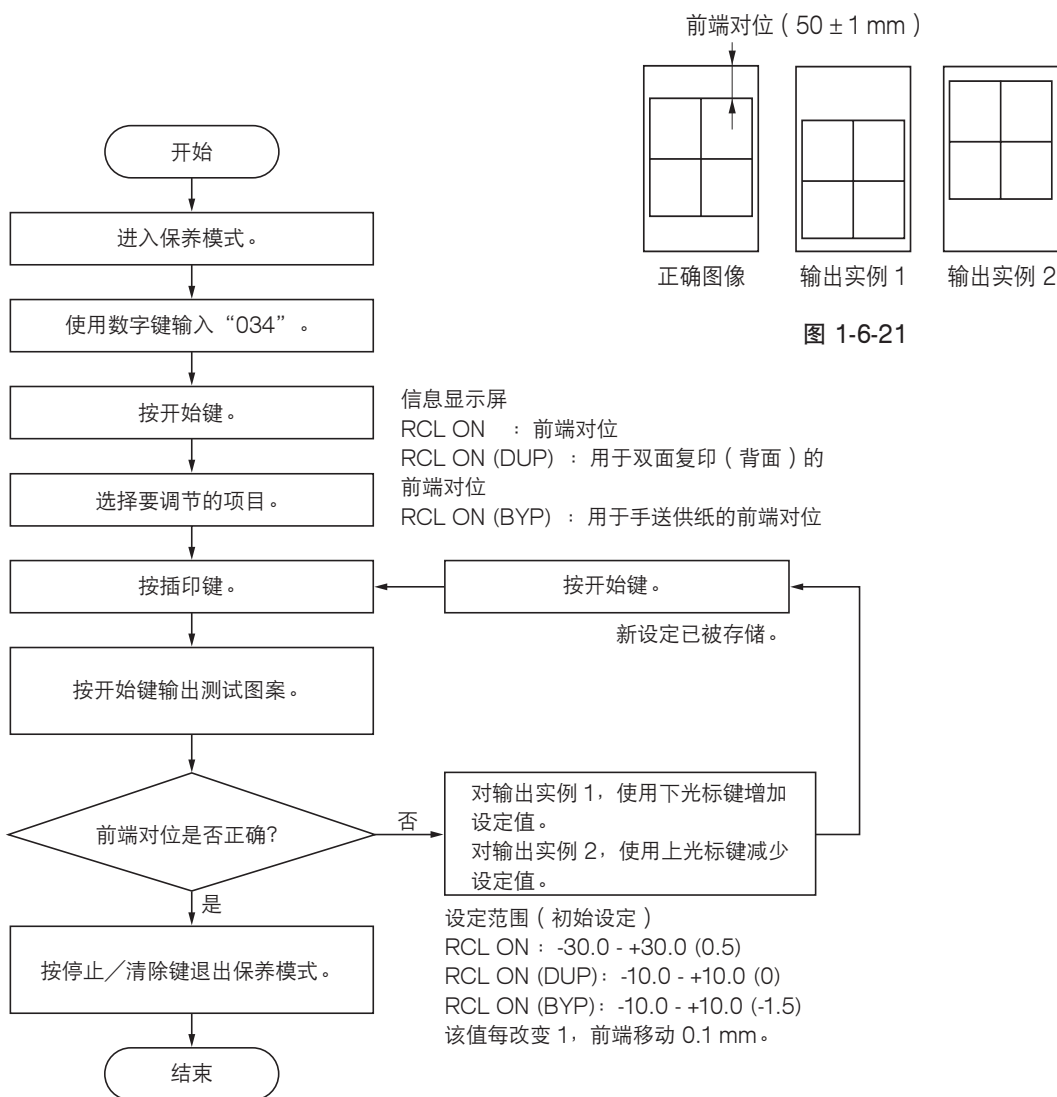 前端对位（50 ± 1 mm）
正确图像
输出实例 1
输出实例 2
图 1-6-21
开始
进入保养模式。
使用数字键输入“034”。
按开始键。
信息显示屏
RCL ON ：前端对位
RCL ON (DUP) ：用于双面复印（背面）的
前端对位
RCL ON (BYP) ：用于手送供纸的前端对位
选择要调节的项目。
按插印键。
按开始键。
新设定已被存储。
按开始键输出测试图案。
前端对位是否正确?
否
对输出实例 1，使用下光标键增加
设定值。
对输出实例 2，使用上光标键减少
设定值。
是
设定范围（初始设定）
RCL ON：-30.0 - +30.0 (0.5)
RCL ON (DUP)：-10.0 - +10.0 (0)
RCL ON (BYP)：-10.0 - +10.0 (-1.5)
该值每改变 1，前端移动 0.1 mm。
按停止／清除键退出保养模式。
结束